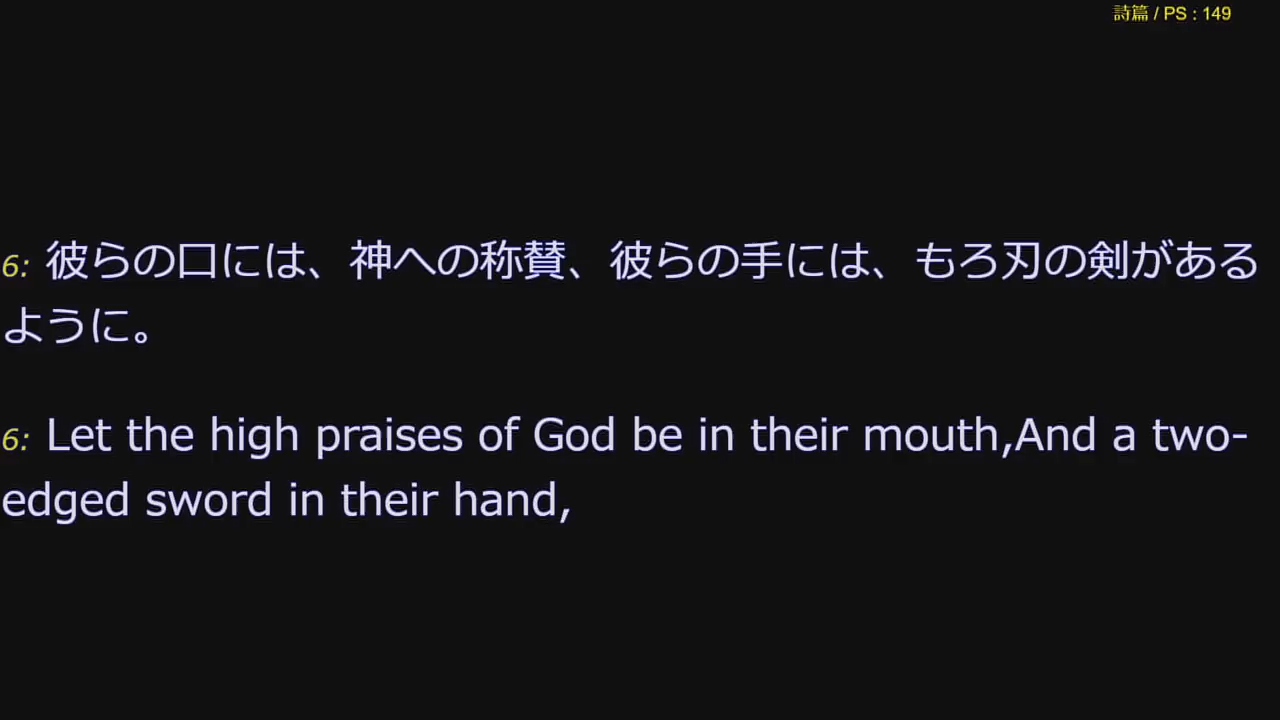 詩篇 / PS : 149
6: 彼らの口には、神への称賛、彼らの手には、もろ刃の剣がある
ように。
6: Let the high praises of God be in their mouth,And a two-
edged sword in their hand,